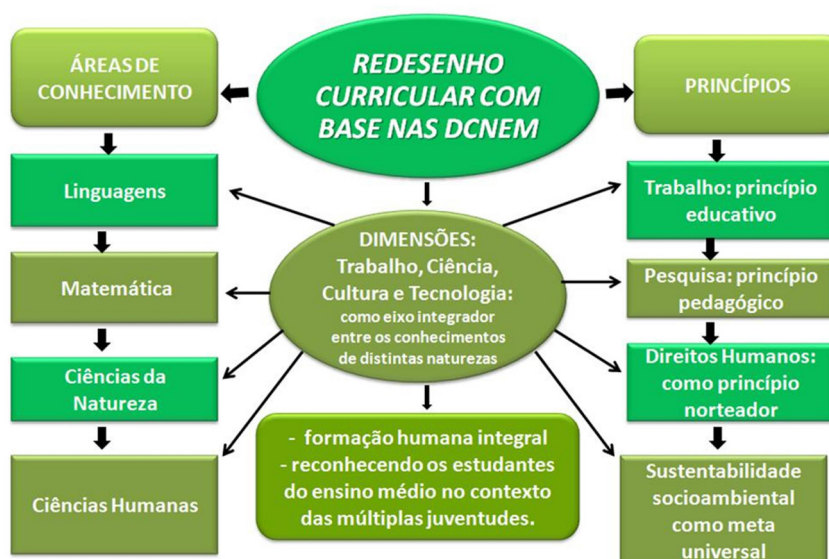 REDESENHO
CURRICULAR COM
BASE NAS DCNEM
ÁREAS DE
CONHECIMENTO
Linguagens
Matemática
Ciências da
Natureza
Ciências Humanas
DIMENSÕES:
Trabalho, Ciência,
Cultura e Tecnologia:
como eixo integrador
entre os conhecimentos
de distintas naturezas
- formação humana integral
- reconhecendo os estudantes
do ensino médio no contexto
das múltiplas juventudes.
PRINCÍPIOS
Trabalho: princípio
educativo
Pesquisa: princípio
pedagógico
Direitos Humanos:
como princípio
norteador
Sustentabilidade
socioambiental
como meta
universal